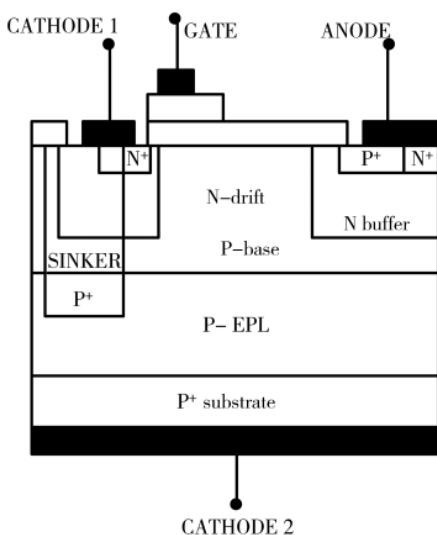 CATHODE 1 GATE ANODE
N+ P+ N+
N–drift
N buffer
P–base
SINKER
P+
P– EPL
P+ substrate
CATHODE 2